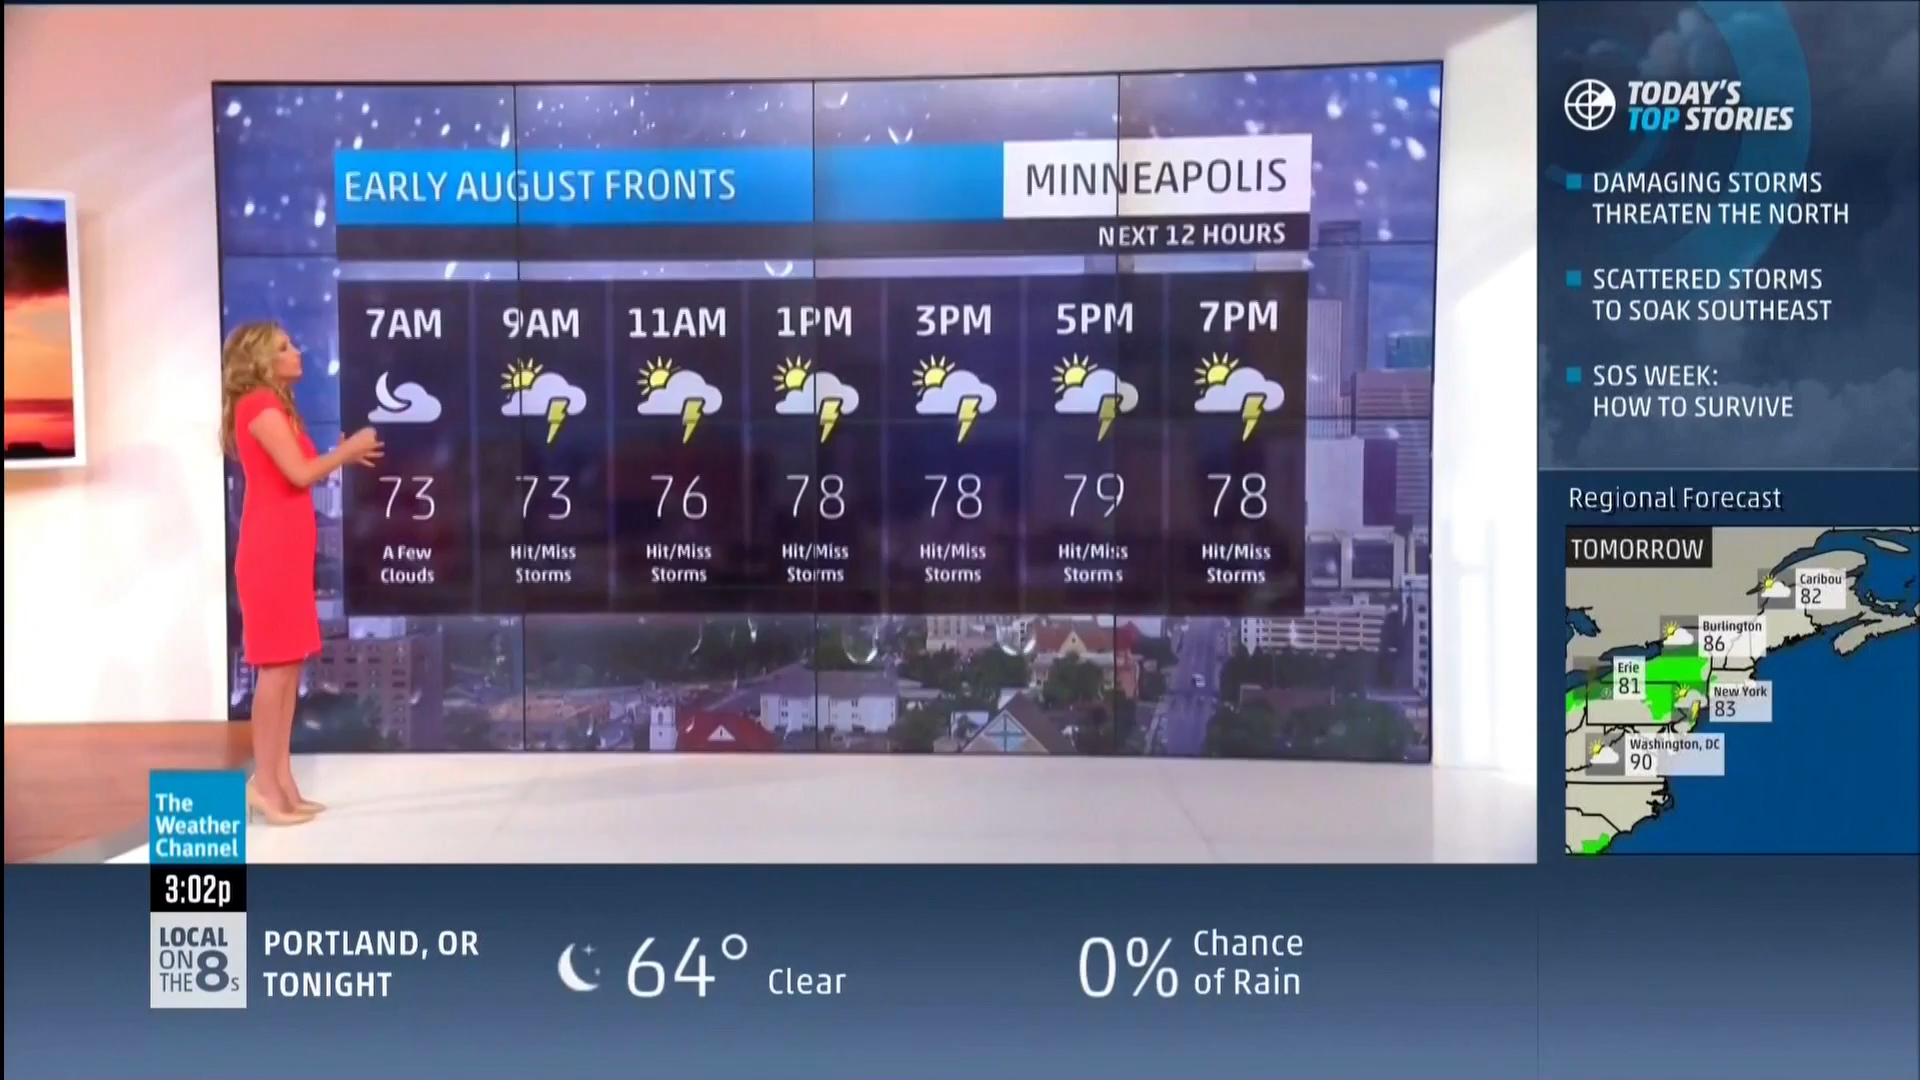 EARLY AUGUST FRONTS
MINNEAPOLIS
NEXT 12 HOURS
7AM 9AM 11AM 1PM 3PM 5PM 7PM
73 73 76 78 78 79 78
A Few Hit/Miss Hit/Miss Hit/Miss Hit/Miss Hit/Miss Hit/Miss
Clouds Storms Storms Storms Storms Storms Storms
TODAY'S
TOP STORIES
DAMAGING STORMS
THREATEN THE NORTH
SCATTERED STORMS
TO SOAK SOUTHEAST
SOS WEEK:
HOW TO SURVIVE
Regional Forecast
TOMORROW
Caribou
82
Burlington
86
Erie
81
New York
83
Washington, DC
90
The
Weather
Channel
3:02p
LOCAL
ON
THE 8s
PORTLAND, OR
TONIGHT
64° Clear
0% Chance
of Rain